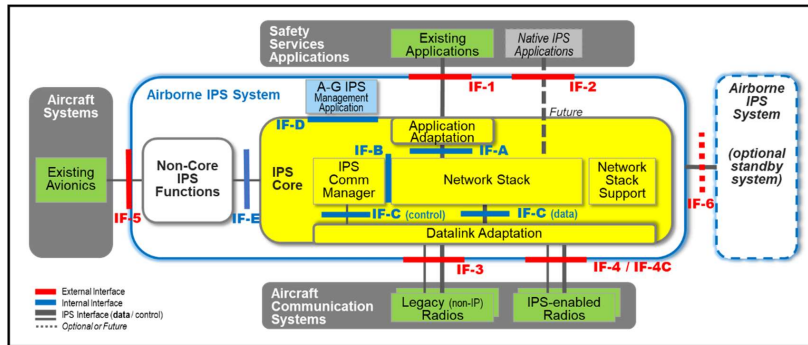 Safety
Services
Applications
Existing
Applications
Native IPS
Applications
IF-1
IF-2
Airborne IPS System
A-G IPS
Management
Application
IF-D
Future
Application
Adaptation
IF-B
IF-A
Aircraft
Systems
Existing
Avionics
IF-5
Non-Core
IPS
Functions
IF-E
IPS
Core
IPS
Comm
Manager
Network Stack
Network
Stack
Support
IF-C (control)
IF-C (data)
Datalink Adaptation
IF-6
Airborne
IPS
System
(optional
standby
system)
IF-3
IF-4 / IF-4C
Aircraft
Communication
Systems
Legacy (non-IP)
Radios
IPS-enabled
Radios
External Interface
Internal Interface
IPS Interface (data / control)
Optional or Future